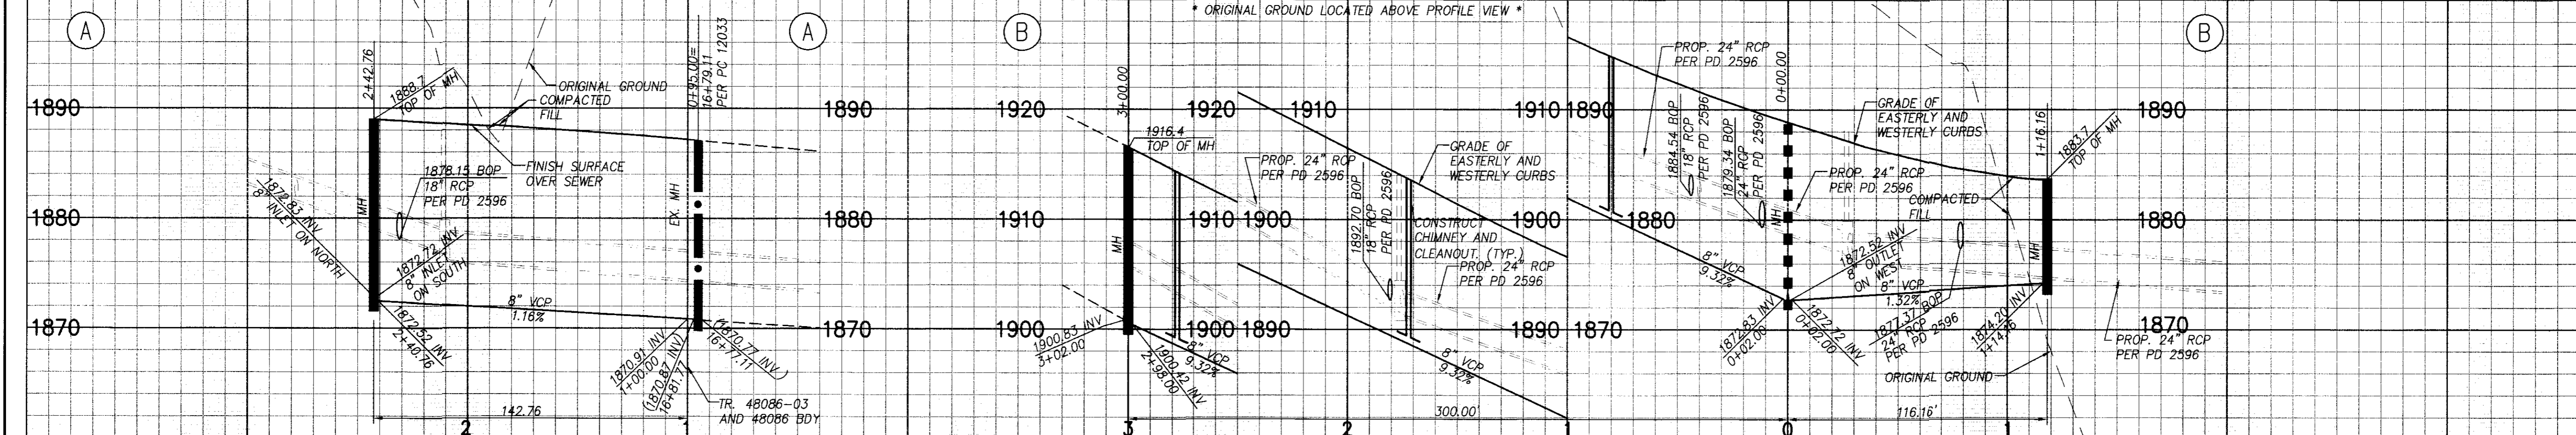 * ORIGINAL GROUND LOCATED ABOVE PROFILE VIEW *
A
2+42.76
1888.7
TOP OF MH
ORIGINAL GROUND
COMPACTED
FILL
0+95.00=
16+79.11
PER PC 12033
A
1890
1890
1878.15 BOP
18" RCP
PER PD 2596
FINISH SURFACE
OVER SEWER
1872.83 INV
8" INLET ON NORTH
MH
EX. MH
1880
1880
1872.72 INV
8" INLET
ON SOUTH
8" VCP
1.16%
1870
1870
1872.52 INV
2+40.76
1870.91 INV
1+00.00
(1870.87 INV)
16+81.77
(1870.77 INV)
16+77.11
TR. 48086-03
AND 48086 BDY
142.76
2
1
B
3+00.00
1920
1920
1910
1910
1890
1916.4
TOP OF MH
PROP. 24" RCP
PER PD 2596
GRADE OF
EASTERLY AND
WESTERLY CURBS
1910
1910
1900
1900
1880
MH
1892.70 BOP
18" RCP
PER PD 2596
CONSTRUCT
CHIMNEY AND
CLEANOUT. (TYP.)
PROP. 24" RCP
PER PD 2596
1900
1900
1890
1890
1870
1900.83 INV
3+02.00
1900.42 INV
2+98.00
8" VCP
9.32%
8" VCP
9.32%
300.00'
3
2
PROP. 24" RCP
PER PD 2596
0+00.00
1884.54 BOP
18" RCP
PER PD 2596
1879.34 BOP
24" RCP
PER PD 2596
MH
PROP. 24" RCP
PER PD 2596
GRADE OF
EASTERLY AND
WESTERLY CURBS
COMPACTED
FILL
1+16.16
1883.7
TOP OF MH
B
1890
1880
1870
8" VCP
9.32%
1872.52 INV
8" OUTLET
ON WEST
8" VCP
1.32%
MH
1872.83 INV
0+02.00
1872.72 INV
0+02.00
1877.37 BOP
24" RCP
PER PD 2596
1874.20 INV
1+14.16
ORIGINAL GROUND
PROP. 24" RCP
PER PD 2596
116.16'
0
1